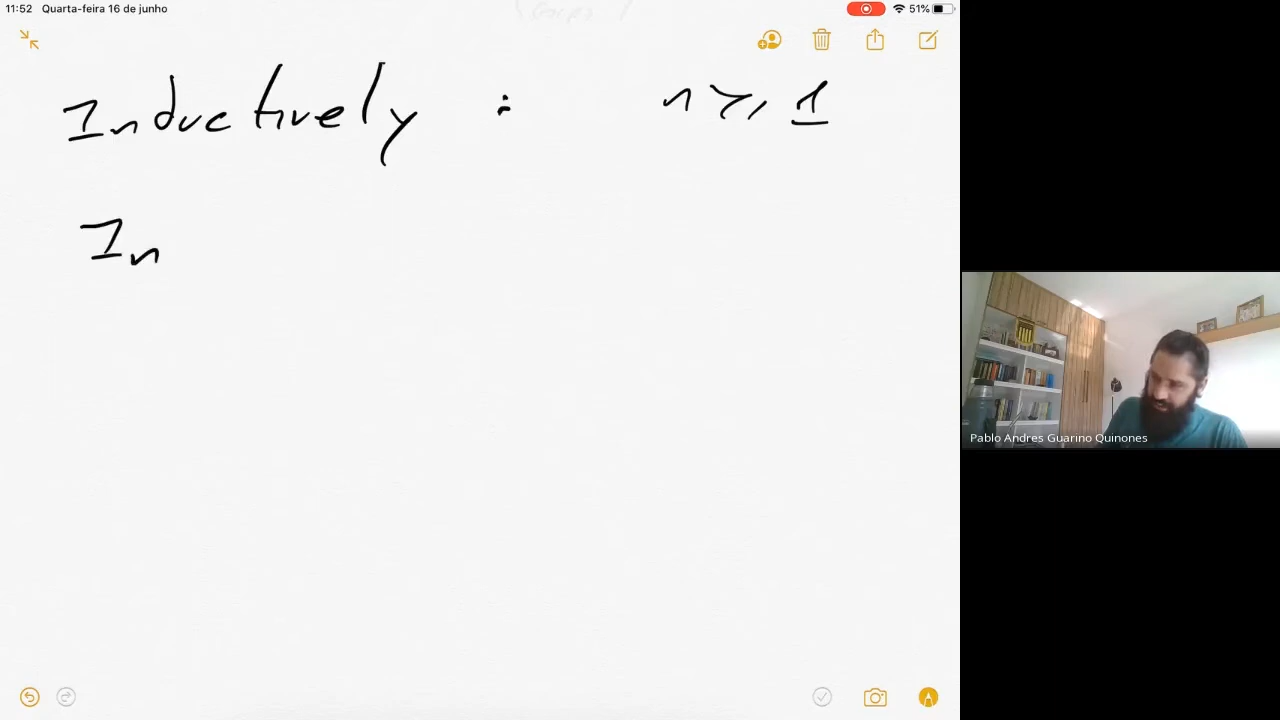 11:52 Quarta-feira 16 de junho 51%
Inductively : n ⩾ 1
In
Pablo Andres Guarino Quinones